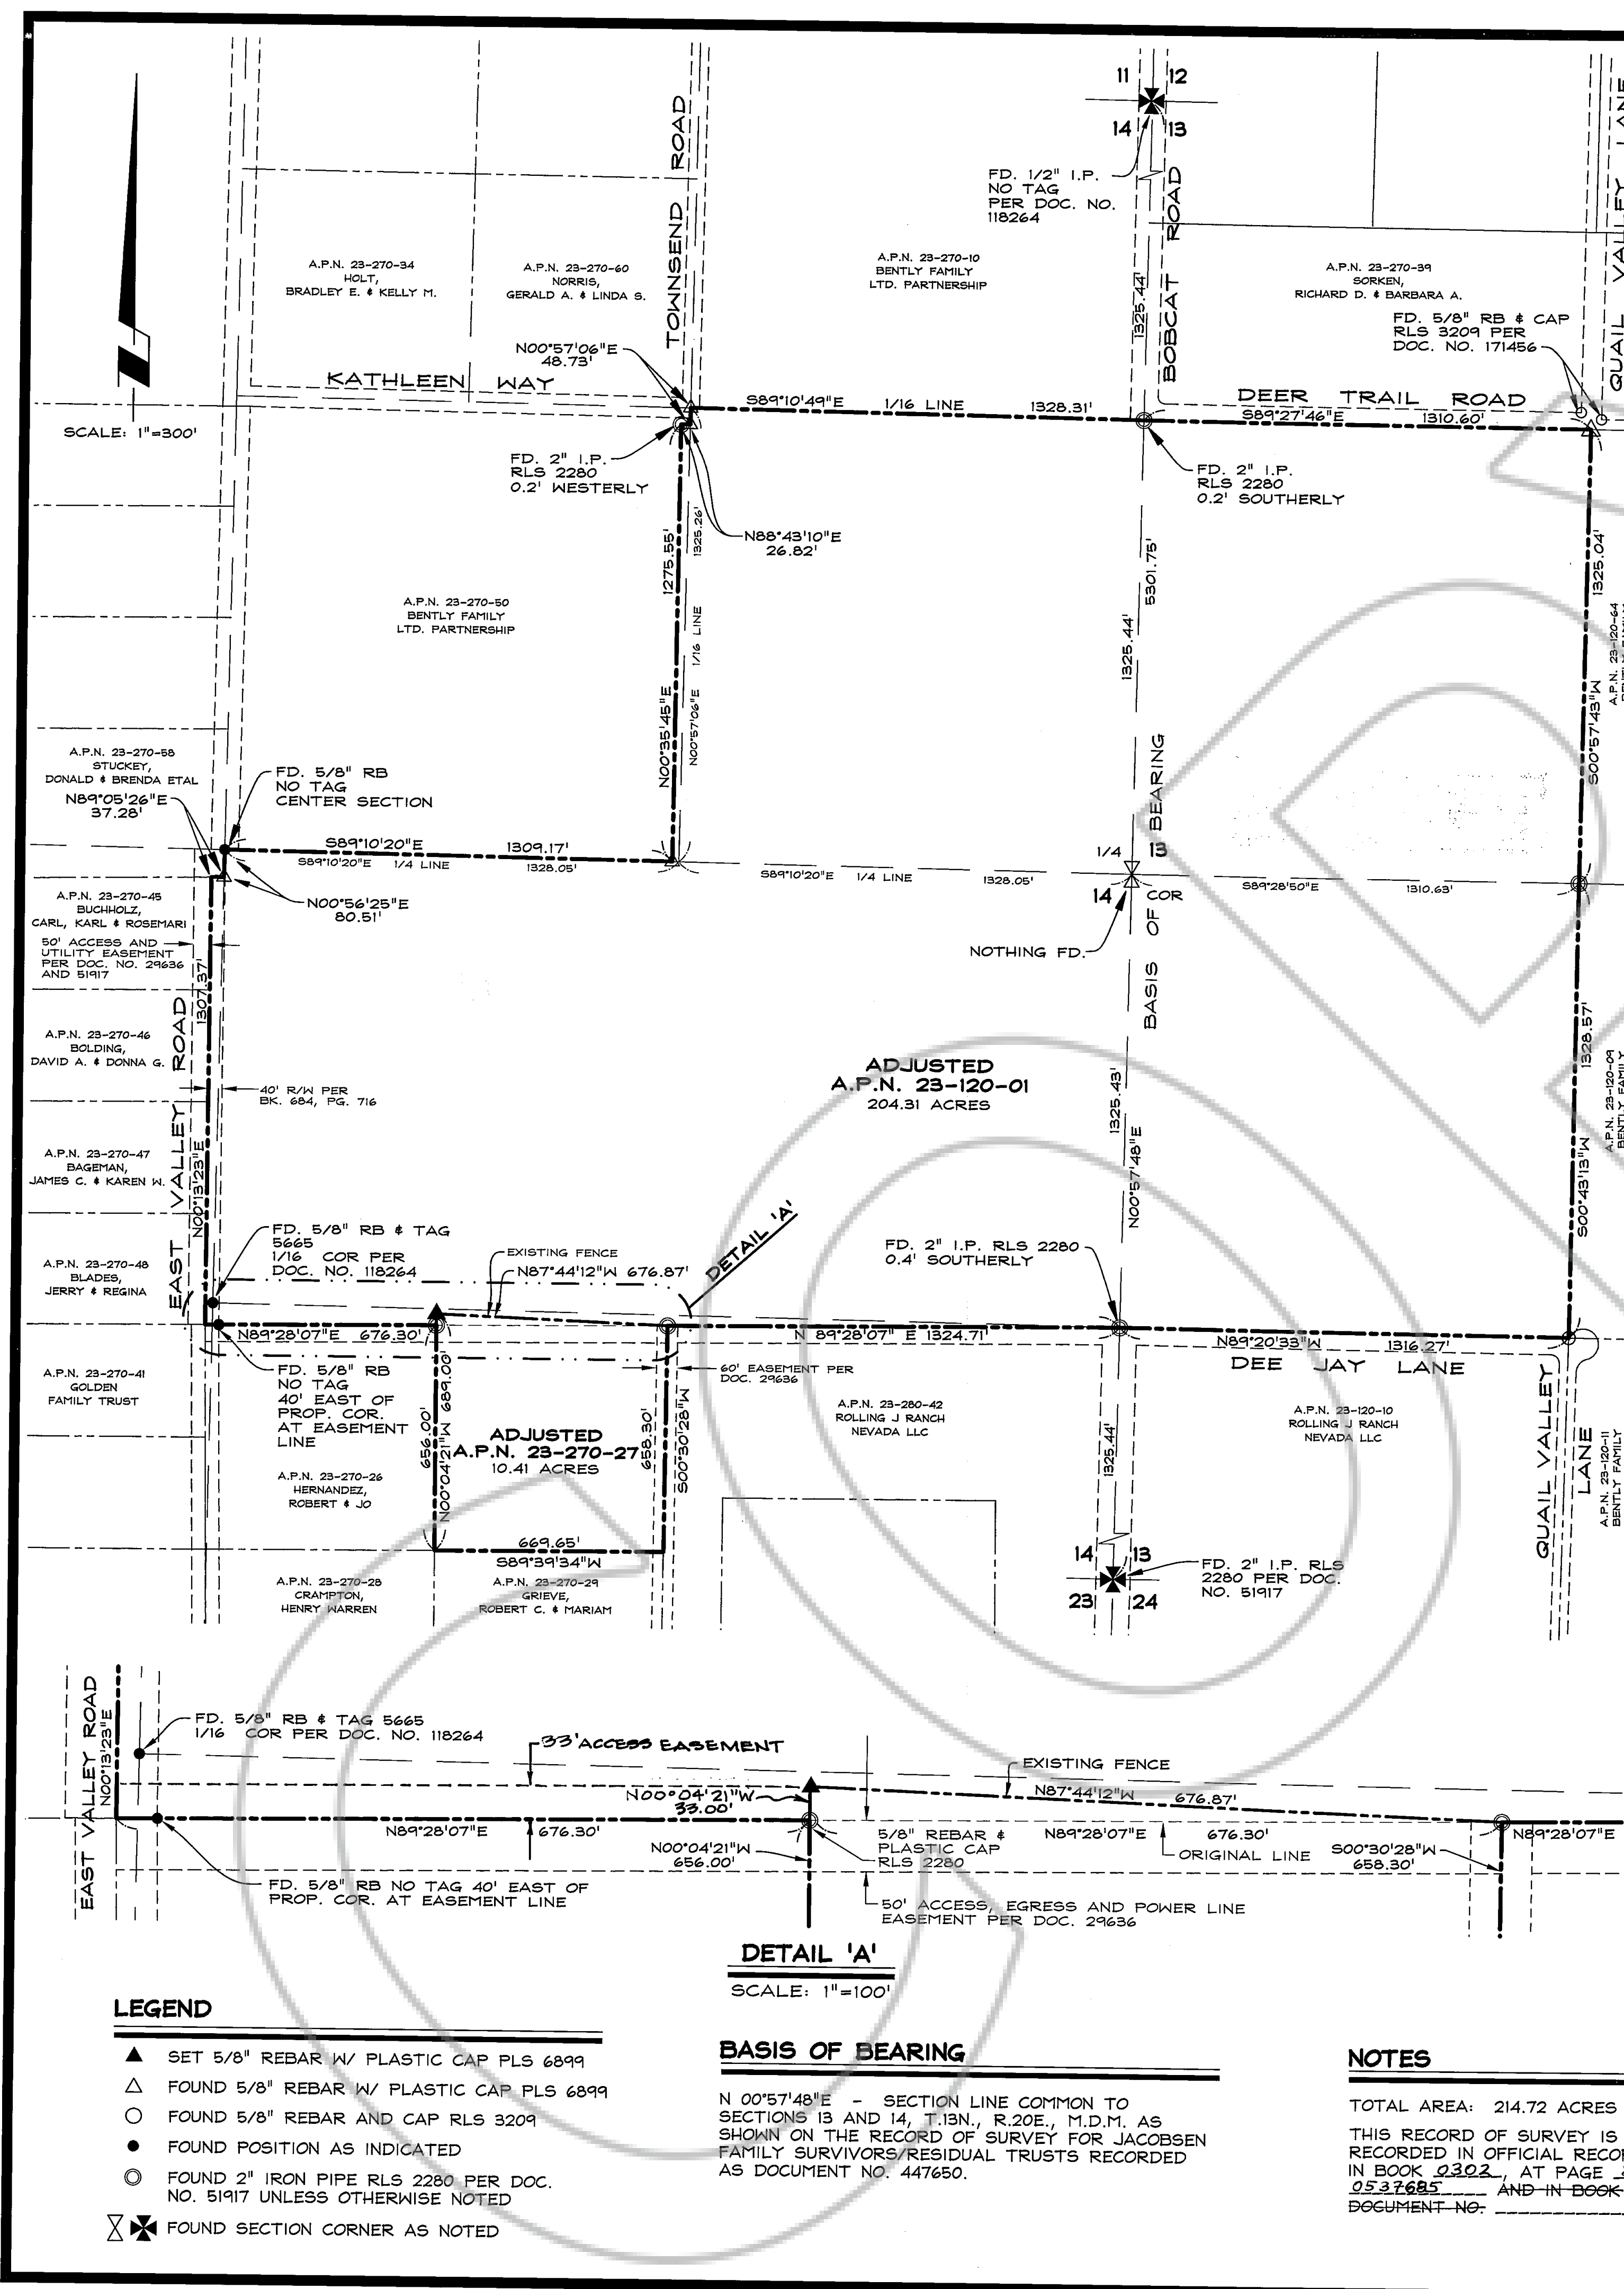 11 12
14 13
FD. 1/2" I.P.
NO TAG
PER DOC. NO.
118264
TOWNSEND ROAD
BOBCAT ROAD
QUAIL VALLEY LANE
A.P.N. 23-270-34
HOLT,
BRADLEY E. & KELLY M.
A.P.N. 23-270-60
NORRIS,
GERALD A. & LINDA S.
A.P.N. 23-270-10
BENTLY FAMILY
LTD. PARTNERSHIP
A.P.N. 23-270-39
SORKEN,
RICHARD D. & BARBARA A.
FD. 5/8" RB & CAP
RLS 3209 PER
DOC. NO. 171456
1325.44'
N00°57'06"E
48.73'
KATHLEEN WAY
SCALE: 1"=300'
S89°10'49"E 1/16 LINE 1328.31'
DEER TRAIL ROAD
S89°27'46"E 1310.60'
FD. 2" I.P.
RLS 2280
0.2' WESTERLY
FD. 2" I.P.
RLS 2280
0.2' SOUTHERLY
N88°43'10"E
26.82'
1275.55'
1325.26'
N00°35'45"E
N00°57'06"E 1/16 LINE
5301.75'
1325.44'
1325.04'
S00°57'43"W
A.P.N. 23-120-64
A.P.N. 23-270-50
BENTLY FAMILY
LTD. PARTNERSHIP
A.P.N. 23-270-58
STUCKEY,
DONALD & BRENDA ETAL
N89°05'26"E
37.28'
FD. 5/8" RB
NO TAG
CENTER SECTION
S89°10'20"E 1309.17'
S89°10'20"E 1/4 LINE 1328.05'
S89°10'20"E 1/4 LINE 1328.05'
1/4 13
14 COR
S89°28'50"E 1310.63'
NOTHING FD.
BASIS OF BEARING
N00°56'25"E
80.51'
A.P.N. 23-270-45
BUCHHOLZ,
CARL, KARL & ROSEMARI
50' ACCESS AND
UTILITY EASEMENT
PER DOC. NO. 29636
AND 51917
1307.37'
N00°13'23"E
EAST VALLEY ROAD
A.P.N. 23-270-46
BOLDING,
DAVID A. & DONNA G.
40' R/W PER
BK. 684, PG. 716
ADJUSTED
A.P.N. 23-120-01
204.31 ACRES
1325.43'
N00°57'48"E
1328.57'
S00°43'13"W
A.P.N. 23-120-09
BENTLY FAMILY
A.P.N. 23-270-47
BAGEMAN,
JAMES C. & KAREN W.
A.P.N. 23-270-48
BLADES,
JERRY & REGINA
FD. 5/8" RB & TAG
5665
1/16 COR PER
DOC. NO. 118264
EXISTING FENCE
N87°44'12"W 676.87'
DETAIL 'A'
FD. 2" I.P. RLS 2280
0.4' SOUTHERLY
N89°28'07"E 676.30'
N 89°28'07" E 1324.71'
N89°20'33"W 1316.27'
DEE JAY LANE
A.P.N. 23-270-41
GOLDEN
FAMILY TRUST
FD. 5/8" RB
NO TAG
40' EAST OF
PROP. COR.
AT EASEMENT
LINE
656.00'
N00°04'21"W 689.00'
60' EASEMENT PER
DOC. 29636
658.30'
S00°30'28"W
ADJUSTED
A.P.N. 23-270-27
10.41 ACRES
A.P.N. 23-280-42
ROLLING J RANCH
NEVADA LLC
1325.44'
A.P.N. 23-120-10
ROLLING J RANCH
NEVADA LLC
QUAIL VALLEY LANE
A.P.N. 23-120-11
BENTLY FAMILY
A.P.N. 23-270-26
HERNANDEZ,
ROBERT & JO
669.65'
S89°39'34"W
A.P.N. 23-270-28
CRAMPTON,
HENRY WARREN
A.P.N. 23-270-29
GRIEVE,
ROBERT C. & MARIAM
14 13
23 24
FD. 2" I.P. RLS
2280 PER DOC.
NO. 51917
EAST VALLEY ROAD
N00°13'23"E
FD. 5/8" RB & TAG 5665
1/16 COR PER DOC. NO. 118264
33' ACCESS EASEMENT
EXISTING FENCE
N00°04'21"W
33.00'
N87°44'12"W 676.87'
N89°28'07"E 676.30'
N00°04'21"W
656.00'
5/8" REBAR &
PLASTIC CAP
RLS 2280
N89°28'07"E 676.30'
ORIGINAL LINE
S00°30'28"W
658.30'
N89°28'07"E
FD. 5/8" RB NO TAG 40' EAST OF
PROP. COR. AT EASEMENT LINE
50' ACCESS, EGRESS AND POWER LINE
EASEMENT PER DOC. 29636
DETAIL 'A'
SCALE: 1"=100'
LEGEND
SET 5/8" REBAR W/ PLASTIC CAP PLS 6899
FOUND 5/8" REBAR W/ PLASTIC CAP PLS 6899
FOUND 5/8" REBAR AND CAP RLS 3209
FOUND POSITION AS INDICATED
FOUND 2" IRON PIPE RLS 2280 PER DOC.
NO. 51917 UNLESS OTHERWISE NOTED
FOUND SECTION CORNER AS NOTED
BASIS OF BEARING
N 00°57'48"E - SECTION LINE COMMON TO
SECTIONS 13 AND 14, T.13N., R.20E., M.D.M. AS
SHOWN ON THE RECORD OF SURVEY FOR JACOBSEN
FAMILY SURVIVORS/RESIDUAL TRUSTS RECORDED
AS DOCUMENT NO. 447650.
NOTES
TOTAL AREA: 214.72 ACRES
THIS RECORD OF SURVEY IS
RECORDED IN OFFICIAL RECOR
IN BOOK 0302, AT PAGE
0537685 AND IN BOOK
DOCUMENT NO.